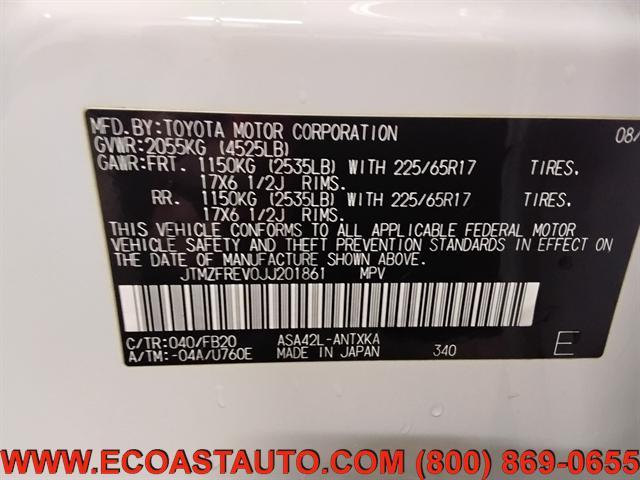 MFD.BY:TOYOTA MOTOR CORPORATION 08/
GVWR:2055KG (4525LB)
GAWR:FRT. 1150KG (2535LB) WITH 225/65R17 TIRES,
17X6 1/2J RIMS.
RR. 1150KG (2535LB) WITH 225/65R17 TIRES,
17X6 1/2J RIMS.
THIS VEHICLE CONFORMS TO ALL APPLICABLE FEDERAL MOTOR
VEHICLE SAFETY AND THEFT PREVENTION STANDARDS IN EFFECT ON
THE DATE OF MANUFACTURE SHOWN ABOVE.
JTMZFREV0JJ201861 MPV
C/TR:040/FB20 ASA42L-ANTXKA
A/TM:-04A/U760E MADE IN JAPAN 340 E
WWW.ECOASTAUTO.COM (800) 869-0655